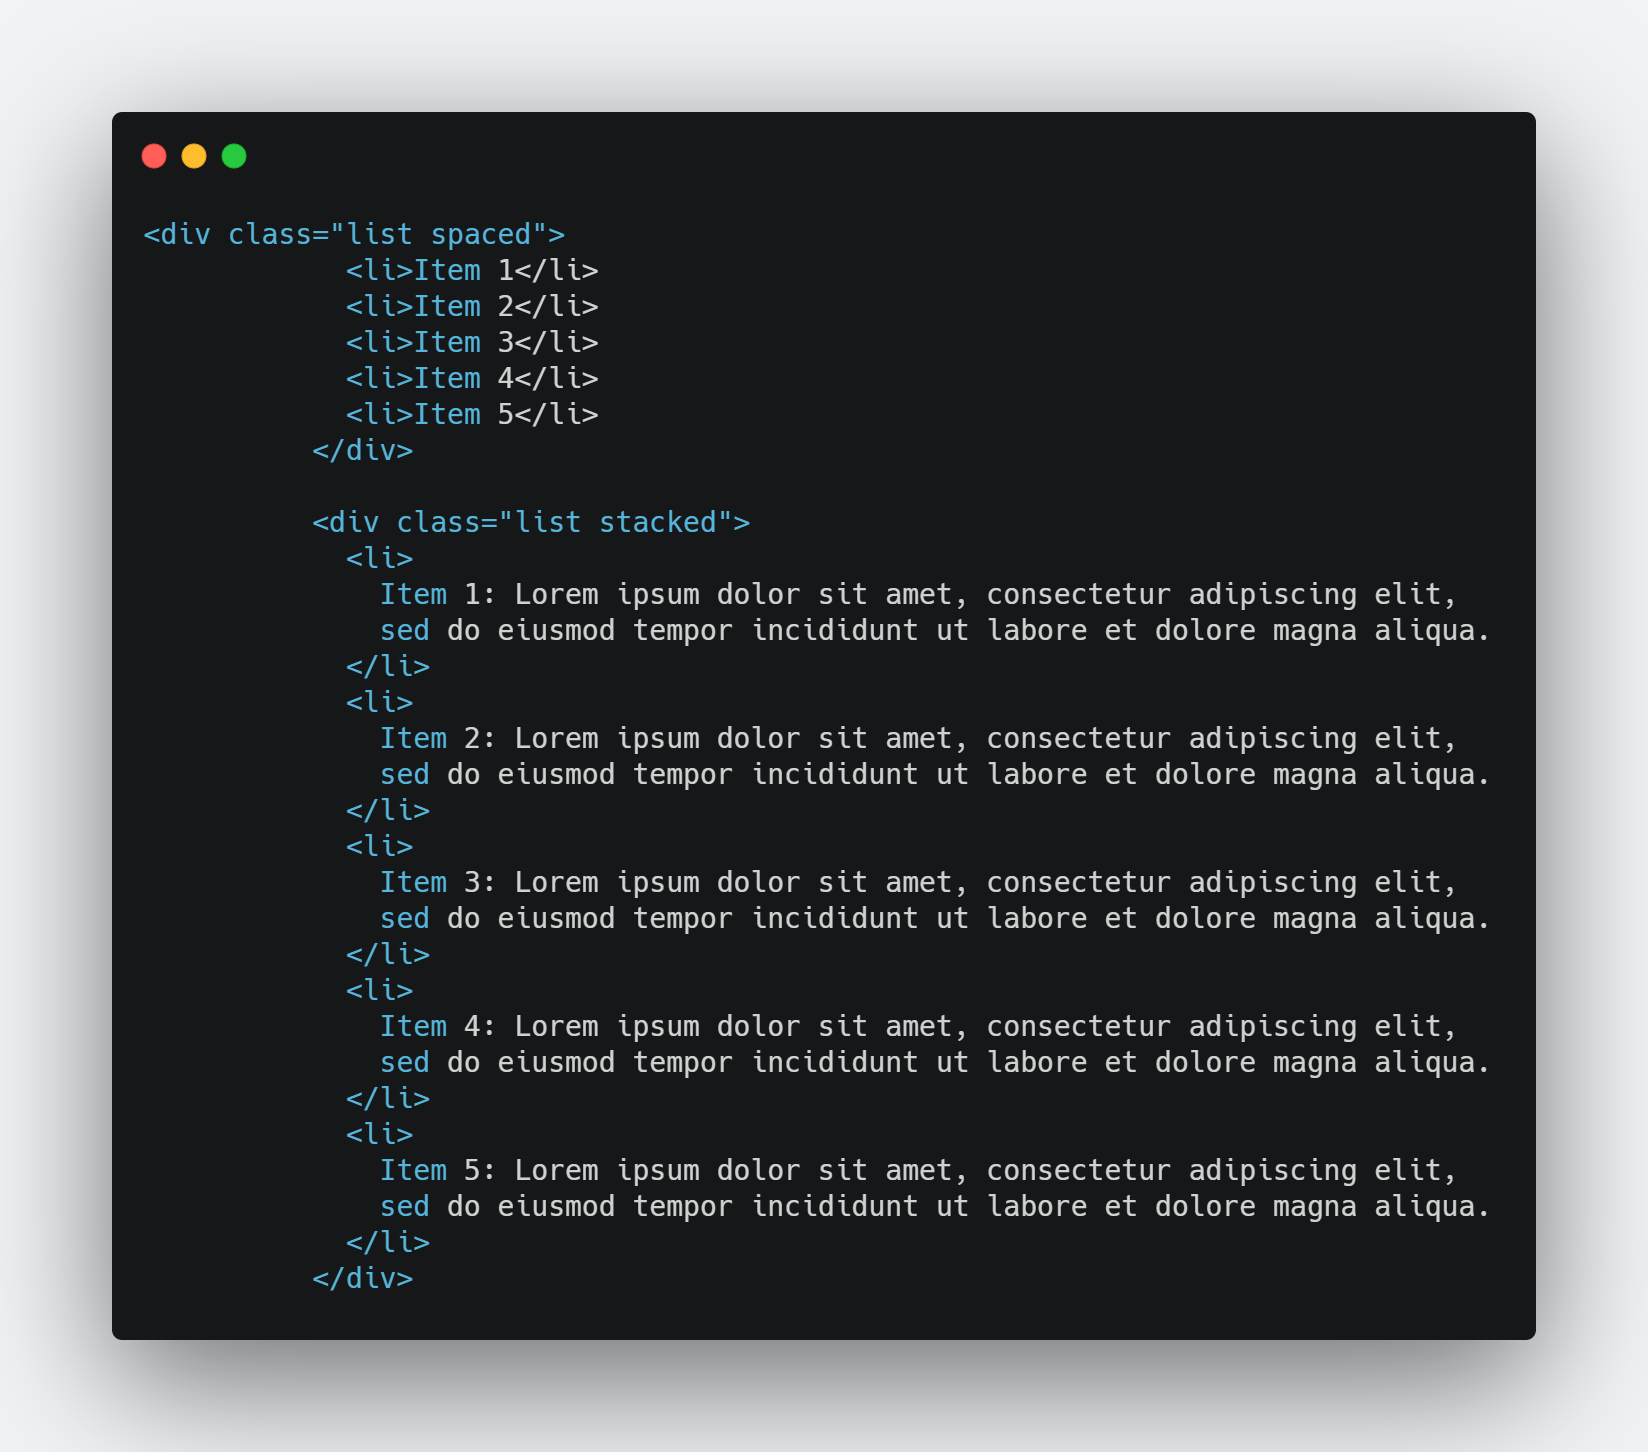 <div class="list spaced">
            <li>Item 1</li>
            <li>Item 2</li>
            <li>Item 3</li>
            <li>Item 4</li>
            <li>Item 5</li>
          </div>

          <div class="list stacked">
            <li>
              Item 1: Lorem ipsum dolor sit amet, consectetur adipiscing elit,
              sed do eiusmod tempor incididunt ut labore et dolore magna aliqua.
            </li>
            <li>
              Item 2: Lorem ipsum dolor sit amet, consectetur adipiscing elit,
              sed do eiusmod tempor incididunt ut labore et dolore magna aliqua.
            </li>
            <li>
              Item 3: Lorem ipsum dolor sit amet, consectetur adipiscing elit,
              sed do eiusmod tempor incididunt ut labore et dolore magna aliqua.
            </li>
            <li>
              Item 4: Lorem ipsum dolor sit amet, consectetur adipiscing elit,
              sed do eiusmod tempor incididunt ut labore et dolore magna aliqua.
            </li>
            <li>
              Item 5: Lorem ipsum dolor sit amet, consectetur adipiscing elit,
              sed do eiusmod tempor incididunt ut labore et dolore magna aliqua.
            </li>
          </div>